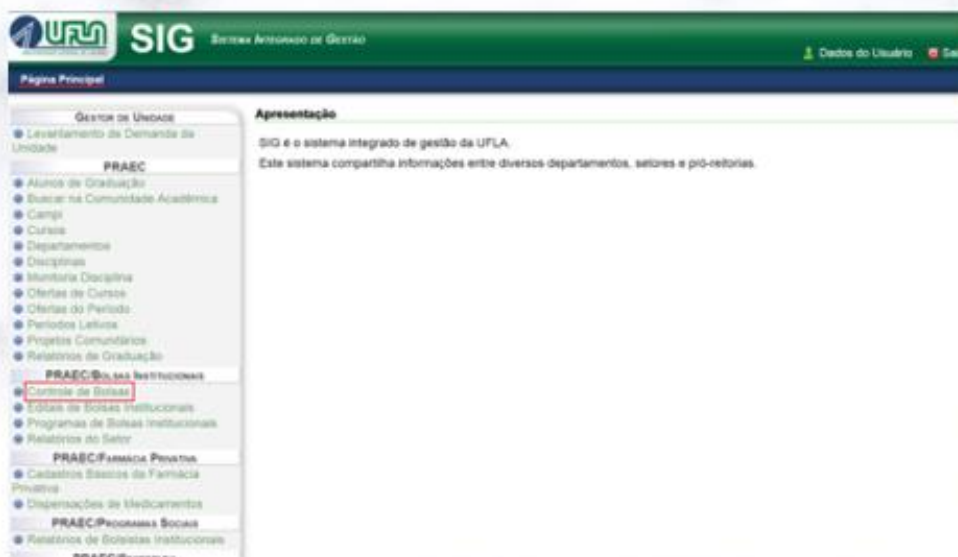 UFLA
SIG
SISTEMA INTEGRADO DE GESTÃO
Dados do Usuário
Página Principal
GESTOR DE UNIDADE
Levantamento de Demanda da
Unidade
PRAEC
Alunos de Graduação
Buscar na Comunidade Acadêmica
Campi
Cursos
Departamentos
Disciplinas
Monitoria Disciplina
Ofertas de Cursos
Ofertas do Período
Períodos Letivos
Projetos Comunitários
Relatórios de Graduação
PRAEC/BOLSAS INSTITUCIONAIS
Controle de Bolsas
Editais de Bolsas Institucionais
Programas de Bolsas Institucionais
Relatórios do Setor
PRAEC/FARMÁCIA PRIVATIVA
Cadastros Básicos da Farmácia
Privativa
Dispensações de Medicamentos
PRAEC/PROGRAMAS SOCIAIS
Relatórios de Bolsistas Institucionais
Apresentação
SIG é o sistema integrado de gestão da UFLA.
Este sistema compartilha informações entre diversos departamentos, setores e pró-reitorias.